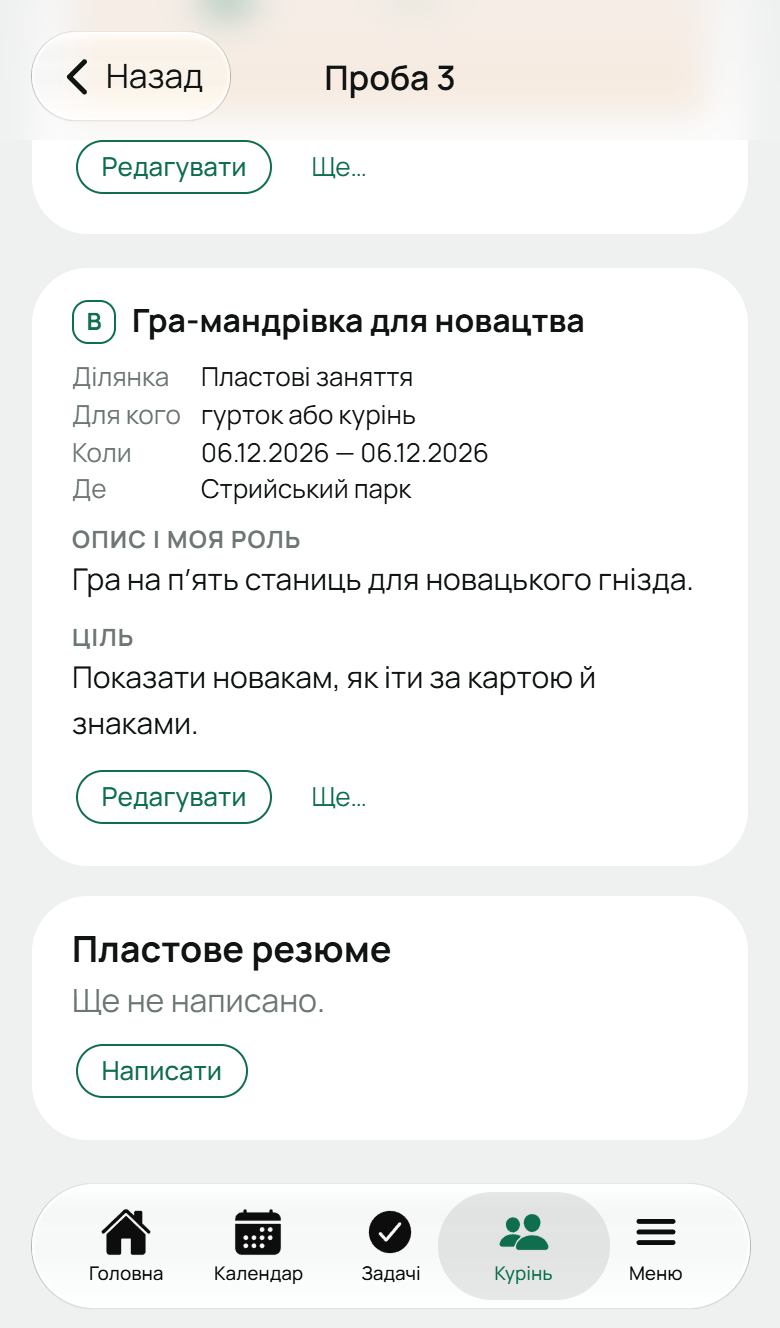 Назад
Проба 3
Редагувати Ще...
В Гра-мандрівка для новацтва
Ділянка Пластові заняття
Для кого гурток або курінь
Коли 06.12.2026 — 06.12.2026
Де Стрийський парк
ОПИС І МОЯ РОЛЬ
Гра на п’ять станиць для новацького гнізда.
ЦІЛЬ
Показати новакам, як іти за картою й
знаками.
Редагувати Ще...
Пластове резюме
Ще не написано.
Написати
Головна Календар Задачі Курінь Меню